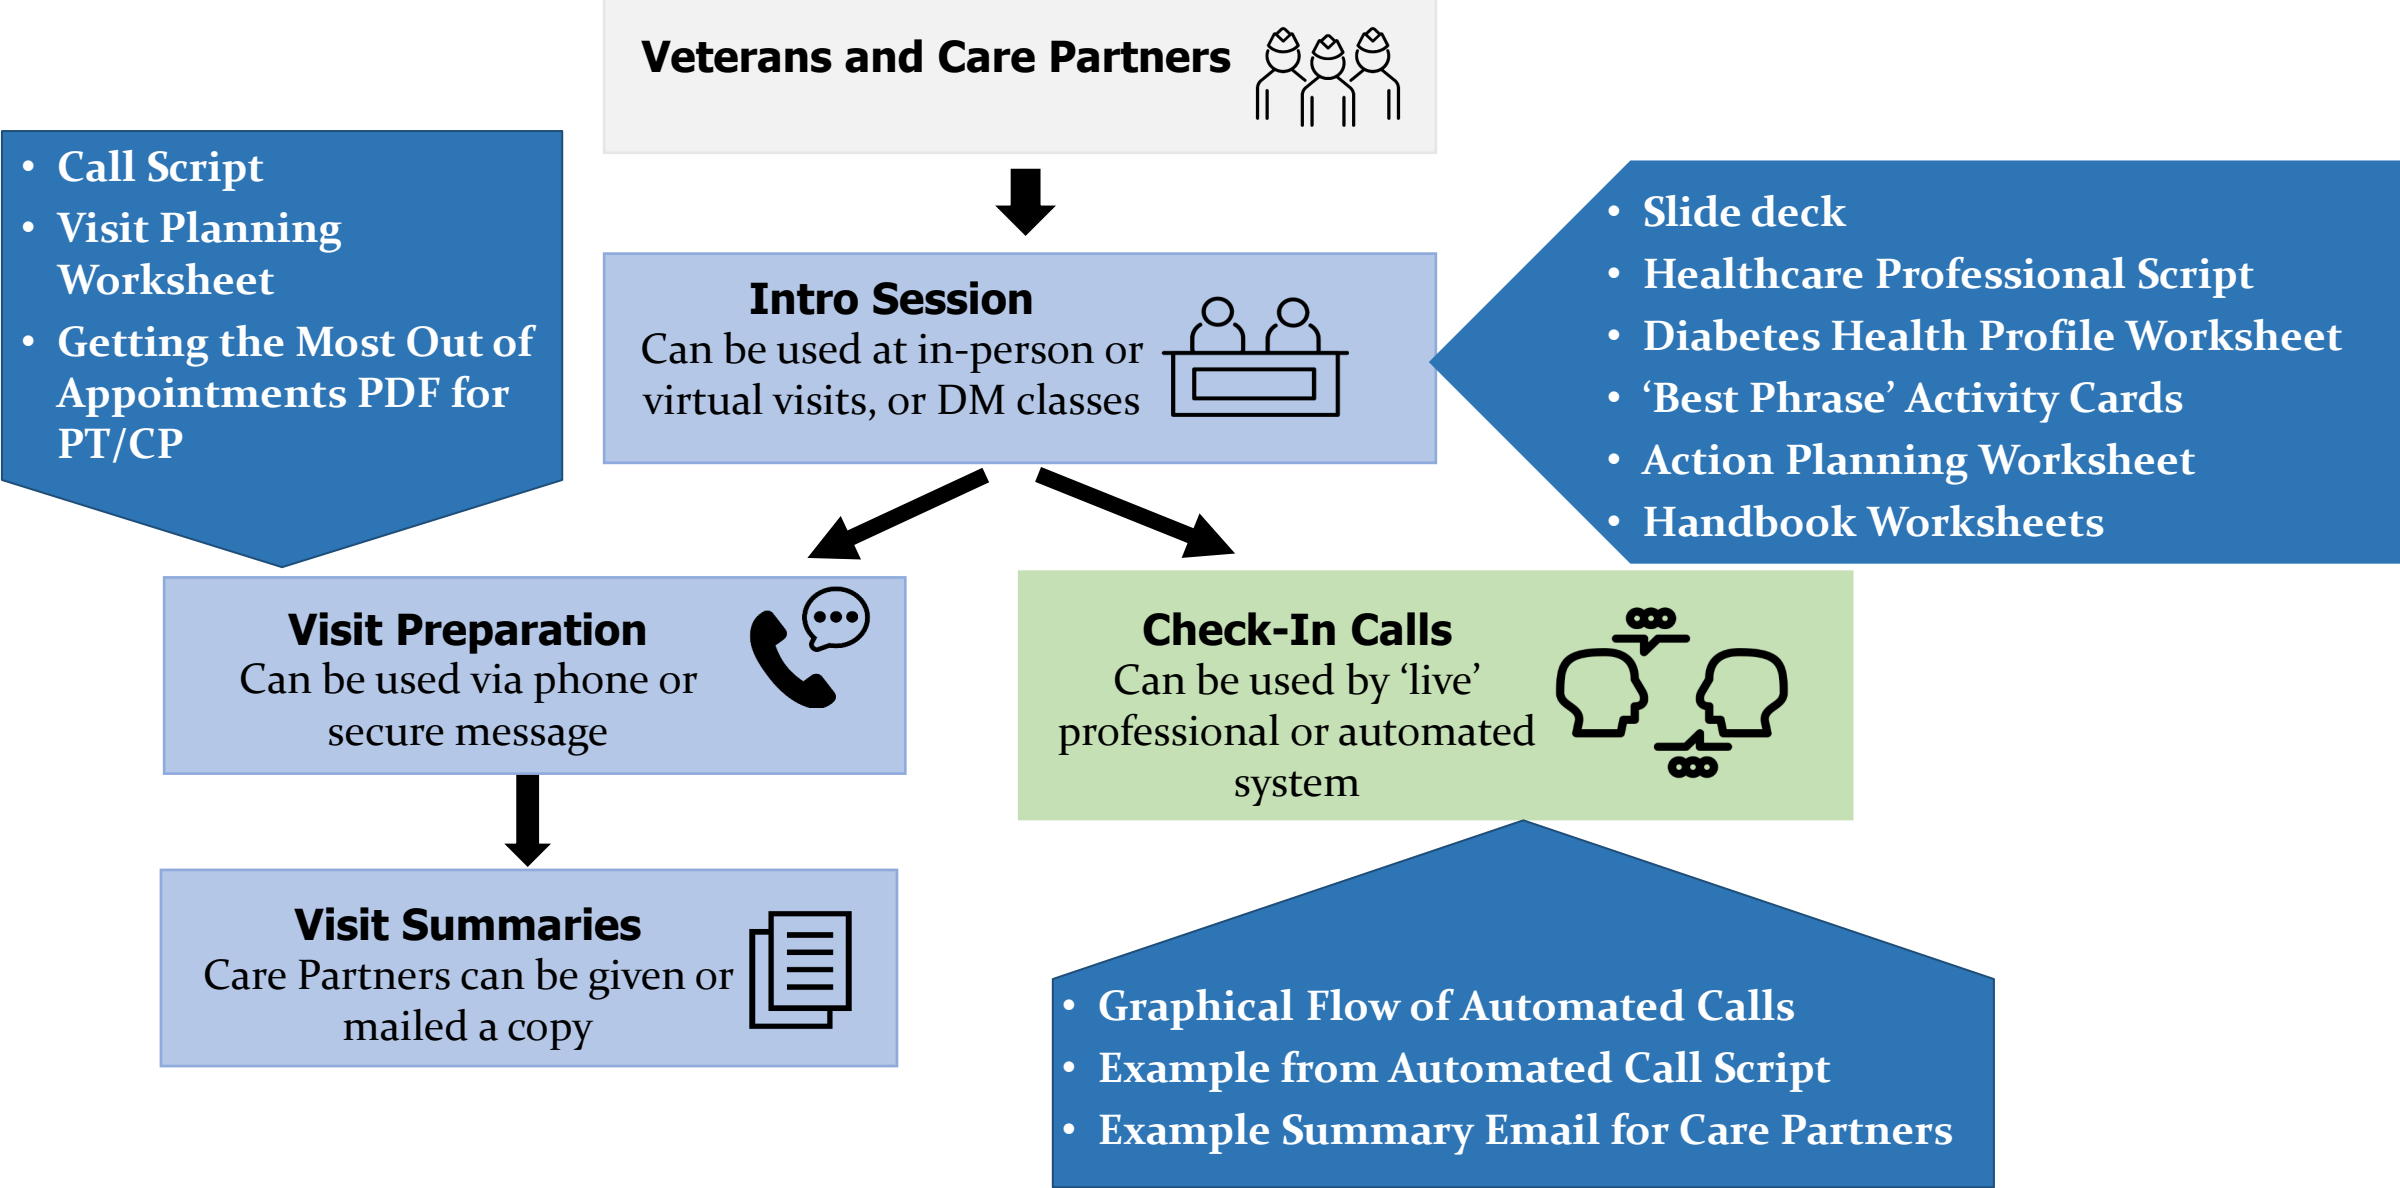 Veterans and Care Partners
• Call Script
• Visit Planning
Worksheet
• Getting the Most Out of
Appointments PDF for
PT/CP
Intro Session
Can be used at in-person or
virtual visits, or DM classes
• Slide deck
• Healthcare Professional Script
• Diabetes Health Profile Worksheet
• ‘Best Phrase’ Activity Cards
• Action Planning Worksheet
• Handbook Worksheets
Visit Preparation
Can be used via phone or
secure message
Check-In Calls
Can be used by ‘live’
professional or automated
system
Visit Summaries
Care Partners can be given or
mailed a copy
• Graphical Flow of Automated Calls
• Example from Automated Call Script
• Example Summary Email for Care Partners